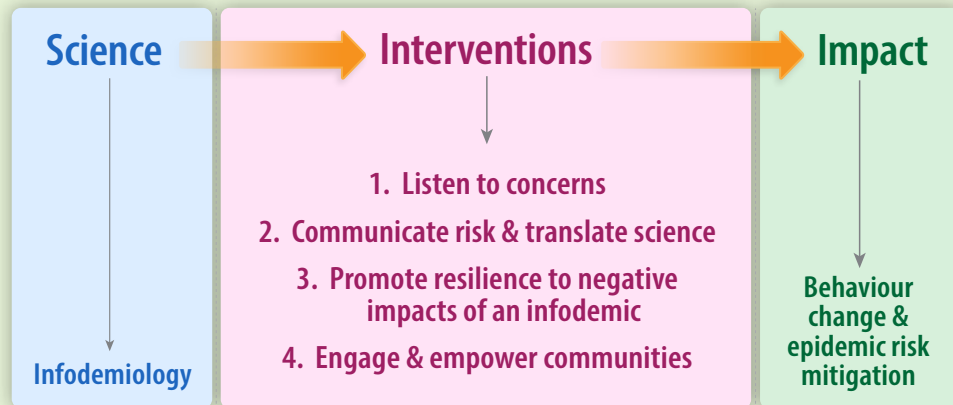 Science
Interventions
Impact
1. Listen to concerns
2. Communicate risk & translate science
3. Promote resilience to negative
impacts of an infodemic
4. Engage & empower communities
Infodemiology
Behaviour
change &
epidemic risk
mitigation